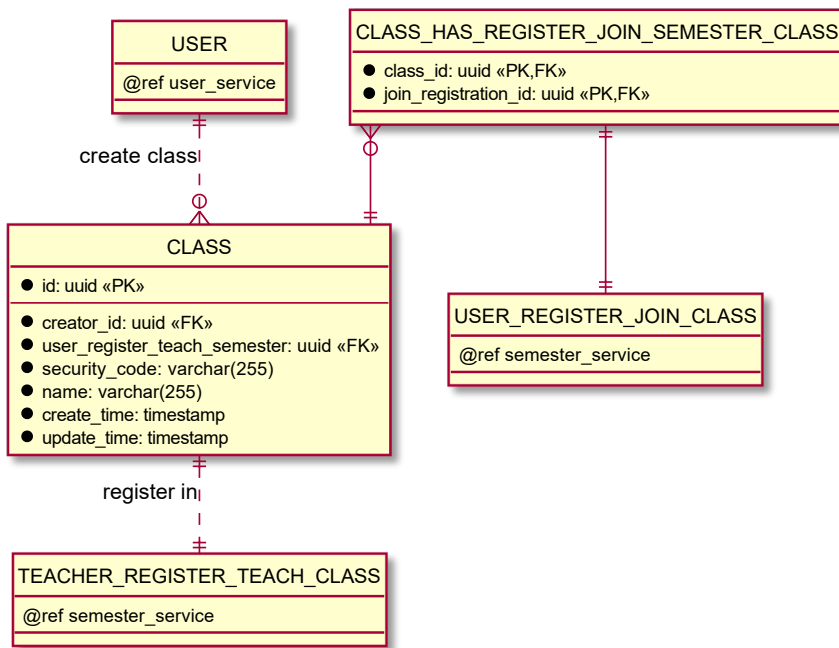 USER
@ref user_service
CLASS_HAS_REGISTER_JOIN_SEMESTER_CLASS
class_id: uuid «PK,FK»
join_registration_id: uuid «PK,FK»
create class
CLASS
id: uuid «PK»
creator_id: uuid «FK»
user_register_teach_semester: uuid «FK»
security_code: varchar(255)
name: varchar(255)
create_time: timestamp
update_time: timestamp
USER_REGISTER_JOIN_CLASS
@ref semester_service
register in
TEACHER_REGISTER_TEACH_CLASS
@ref semester_service